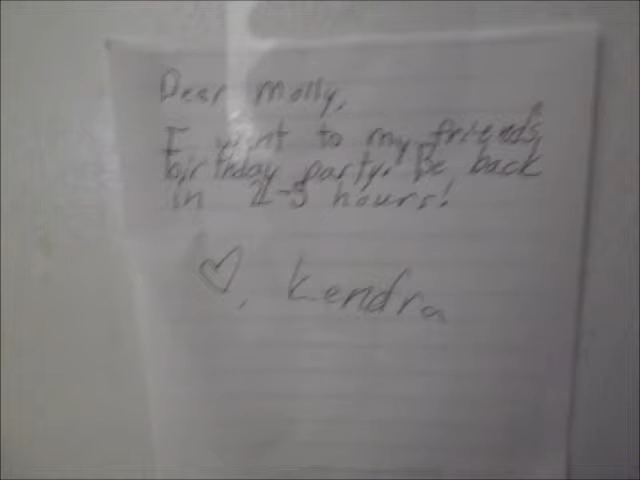 Dear Molly,
I went to my friends
birthday party. Be back
in 2-3 hours!
♡, Kendra